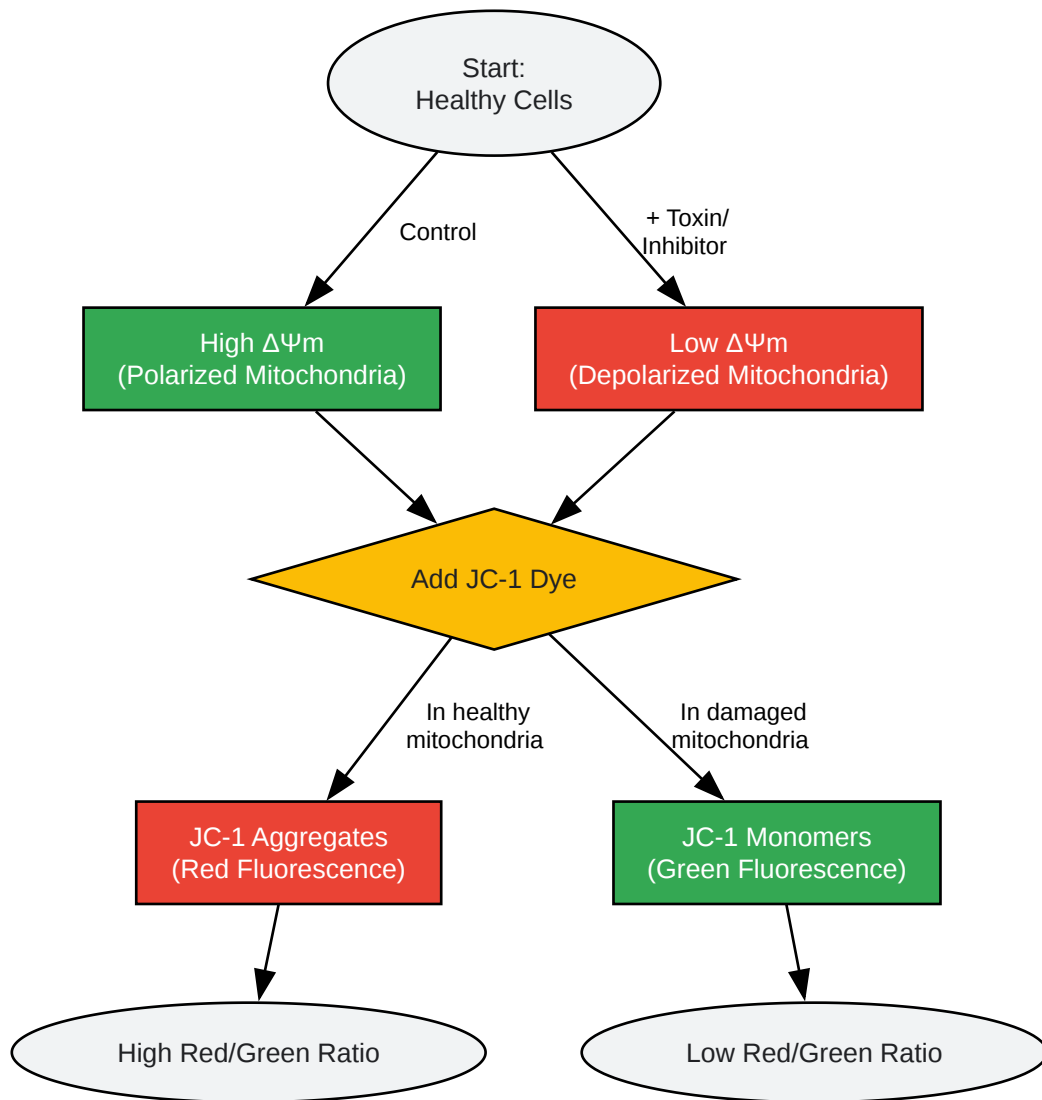 Start:
Healthy Cells
Control
+ Toxin/
Inhibitor
High ΔΨm
(Polarized Mitochondria)
Low ΔΨm
(Depolarized Mitochondria)
Add JC-1 Dye
In healthy
mitochondria
In damaged
mitochondria
JC-1 Aggregates
(Red Fluorescence)
JC-1 Monomers
(Green Fluorescence)
High Red/Green Ratio
Low Red/Green Ratio